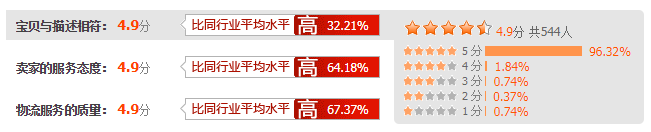 宝贝与描述相符： 4.9分 比同行业平均水平 高 32.21%
卖家的服务态度： 4.9分 比同行业平均水平 高 64.18%
物流服务的质量： 4.9分 比同行业平均水平 高 67.37%
4.9分 共544人
5 分 96.32%
4 分 1.84%
3 分 0.74%
2 分 0.37%
1 分 0.74%